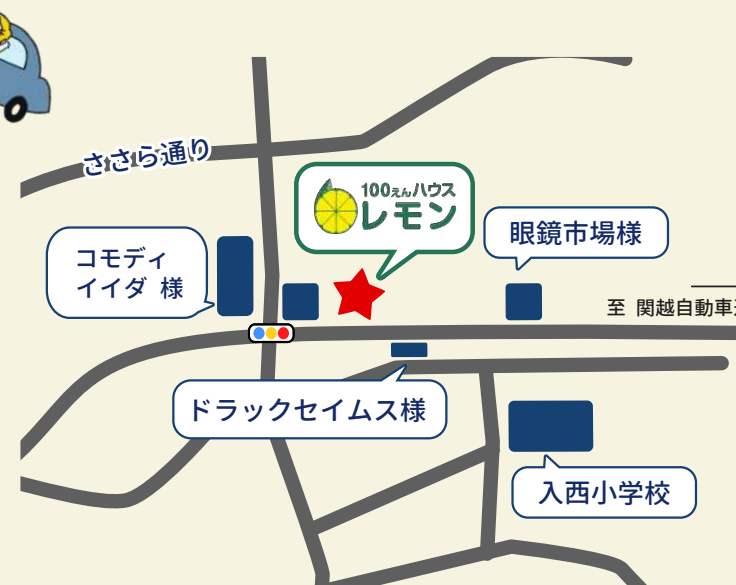 ささら通り
100えんハウス
レモン
眼鏡市場様
コモディ
イイダ 様
至 関越自動車
ドラックセイムス様
入西小学校